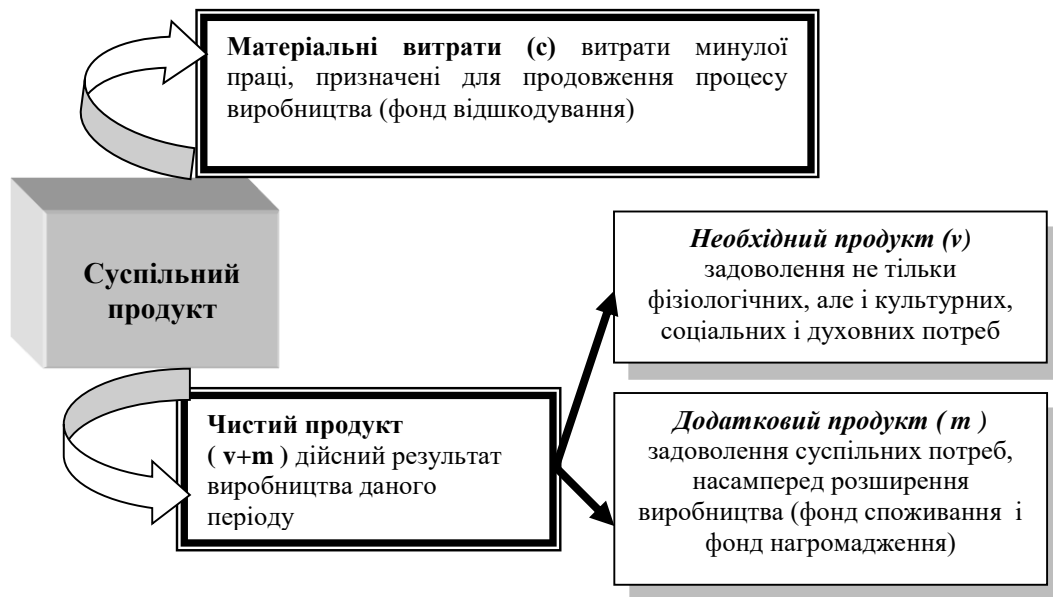 Матеріальні витрати (с) витрати минулої
праці, призначені для продовження процесу
виробництва (фонд відшкодування)
Суспільний
продукт
Необхідний продукт (v)
задоволення не тільки
фізіологічних, але і культурних,
соціальних і духовних потреб
Чистий продукт
( v+m ) дійсний результат
виробництва даного
періоду
Додатковий продукт ( m )
задоволення суспільних потреб,
насамперед розширення
виробництва (фонд споживання і
фонд нагромадження)